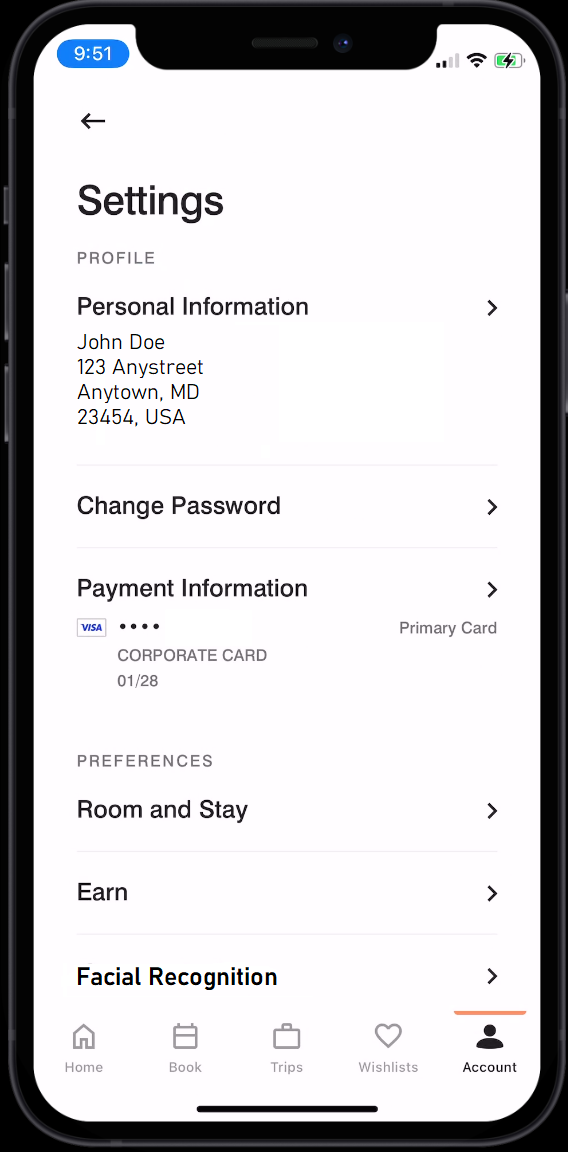 9:51
Settings
PROFILE
Personal Information
John Doe
123 Anystreet
Anytown, MD
23454, USA
Change Password
Payment Information
VISA •••• Primary Card
CORPORATE CARD
01/28
PREFERENCES
Room and Stay
Earn
Facial Recognition
Home Book Trips Wishlists Account